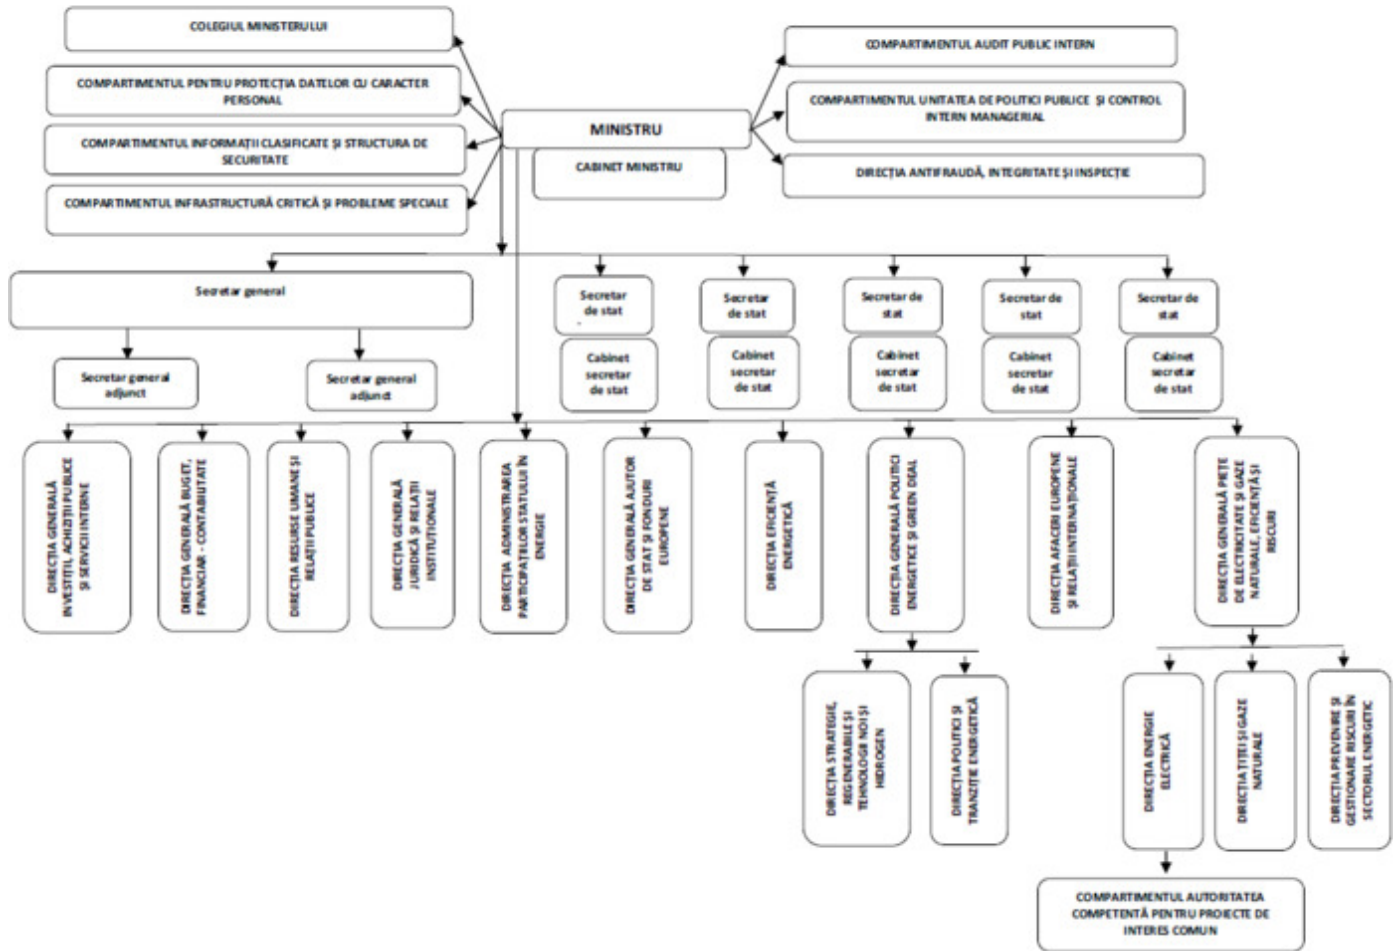 COLEGIUL MINISTERULUI
COMPARTIMENTUL PENTRU PROTECȚIA DATELOR CU CARACTER
PERSONAL
COMPARTIMENTUL INFORMAȚII CLASIFICATE ȘI STRUCTURA DE
SECURITATE
COMPARTIMENTUL INFRASTRUCTURĂ CRITICĂ ȘI PROBLEME SPECIALE
MINISTRU
CABINET MINISTRU
COMPARTIMENTUL AUDIT PUBLIC INTERN
COMPARTIMENTUL UNITATEA DE POLITICI PUBLICE ȘI CONTROL
INTERN MANAGERIAL
DIRECȚIA ANTIFRAUDĂ, INTEGRITATE ȘI INSPECȚIE
Secretar general
Secretar general
adjunct
Secretar general
adjunct
Secretar
de stat
Cabinet
secretar
de stat
Secretar
de stat
Cabinet
secretar
de stat
Secretar de
stat
Cabinet
secretar
de stat
Secretar de
stat
Cabinet
secretar
de stat
Secretar de
stat
Cabinet
secretar
de stat
DIRECȚIA GENERALĂ
INVESTIȚII, ACHIZIȚII PUBLICE
ȘI SERVICII INTERNE
DIRECȚIA GENERALĂ BUGET,
FINANCIAR - CONTABILITATE
DIRECȚIA RESURSE UMANE ȘI
RELAȚII PUBLICE
DIRECȚIA GENERALĂ
JURIDICĂ ȘI RELAȚII
INSTITUȚIONALE
DIRECȚIA ADMINISTRAREA
PARTICIPAȚIILOR STATULUI ÎN
ENERGIE
DIRECȚIA GENERALĂ AJUTOR
DE STAT ȘI FONDURI
EUROPENE
DIRECȚIA EFICIENȚĂ
ENERGETICĂ
DIRECȚIA GENERALĂ POLITICI
ENERGETICE ȘI GREEN DEAL
DIRECȚIA AFACERI EUROPENE
ȘI RELAȚII INTERNAȚIONALE
DIRECȚIA GENERALĂ PIEȚE
DE ELECTRICITATE ȘI GAZE
NATURALE, EFICIENȚĂ ȘI
RISCURI
DIRECȚIA STRATEGIE,
REGENERABILE ȘI
TEHNOLOGII NOI ȘI
HIDROGEN
DIRECȚIA POLITICI ȘI
TRANZIȚIE ENERGETICĂ
DIRECȚIA ENERGIE
ELECTRICĂ
DIRECȚIA ȚIȚEI ȘI GAZE
NATURALE
DIRECȚIA PREVENIRE ȘI
GESTIONARE RISCURI ÎN
SECTORUL ENERGETIC
COMPARTIMENTUL AUTORITATEA
COMPETENTĂ PENTRU PROIECTE DE
INTERES COMUN